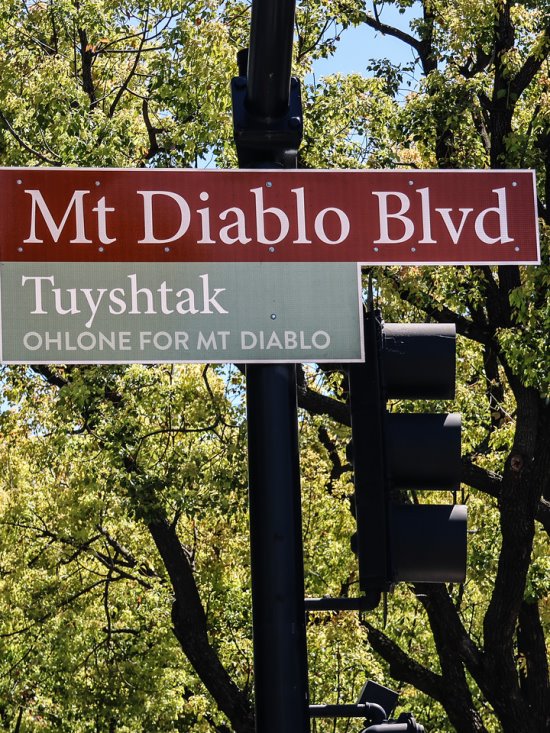 Mt Diablo Blvd
Tuyshtak
OHLONE FOR MT DIABLO